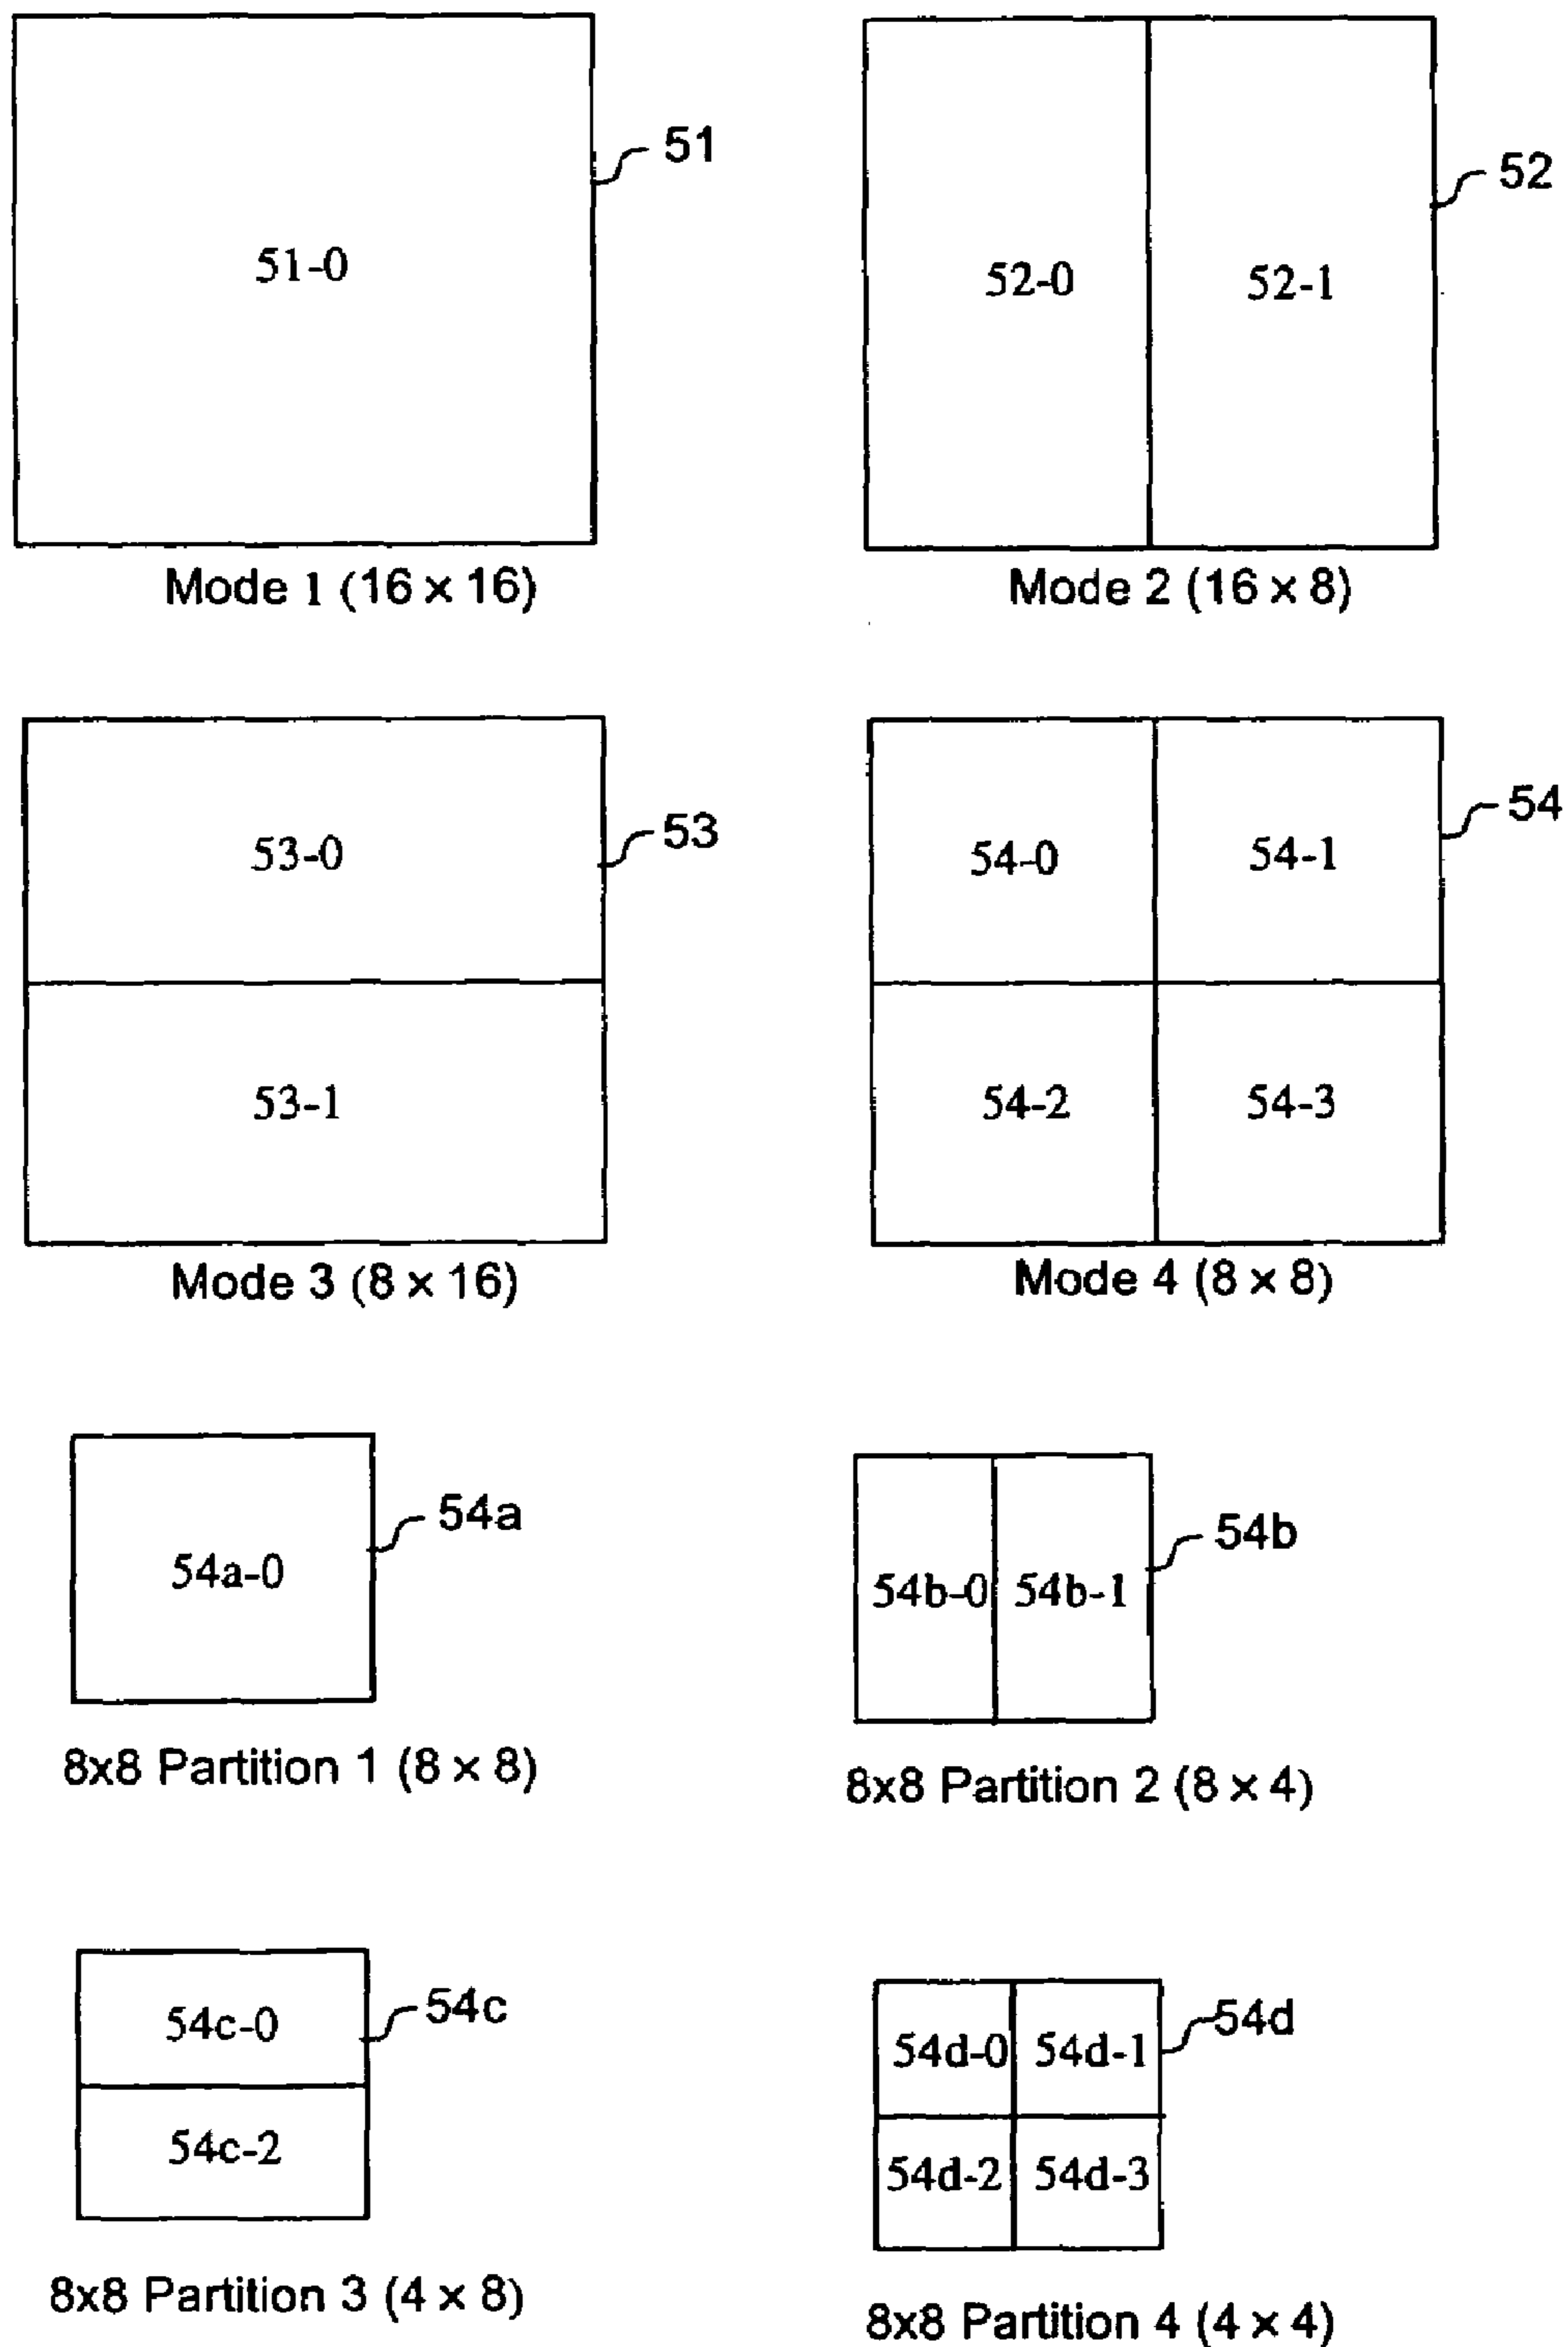 51
51-0
Mode 1 (16 × 16)
52
52-0
52-1
Mode 2 (16 × 8)
53
53-0
53-1
Mode 3 (8 × 16)
54
54-0
54-1
54-2
54-3
Mode 4 (8 × 8)
54a
54a-0
8x8 Partition 1 (8 × 8)
54b
54b-0
54b-1
8x8 Partition 2 (8 × 4)
54c
54c-0
54c-2
8x8 Partition 3 (4 × 8)
54d
54d-0
54d-1
54d-2
54d-3
8x8 Partition 4 (4 × 4)